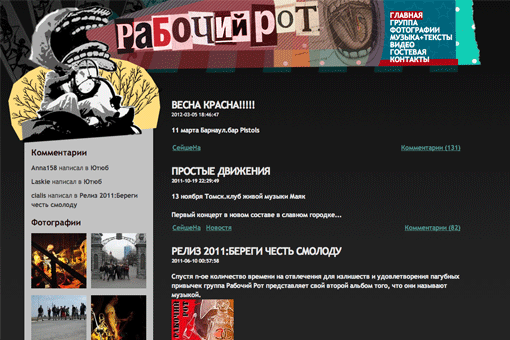 РАБОЧИЙ РОТ
ГЛАВНАЯ
ГРУППА
ФОТОГРАФИИ
МУЗЫКА+ТЕКСТЫ
ВИДЕО
ГОСТЕВАЯ
КОНТАКТЫ
Комментарии
Anna158 написал в Ютюб
Laskie написал в Ютюб
cialis написал в Релиз 2011:Береги
честь смолоду
Фотографии
ВЕСНА КРАСНА!!!!!
2012-03-05 18:46:47
11 марта Барнаул.бар Pistols
СейшеНа Комментарии (131)
ПРОСТЫЕ ДВИЖЕНИЯ
2011-10-19 22:29:49
13 ноября Томск.клуб живой музыки Маяк
Первый концерт в новом составе в славном городке...
СейшеНа Новостя Комментарии (82)
РЕЛИЗ 2011:БЕРЕГИ ЧЕСТЬ СМОЛОДУ
2011-06-10 00:57:58
Спустя n-ое количество времени на отвлечения для излишеств и удовлетворения пагубных
привычек группа Рабочий Рот представляет свой второй альбом того, что они называют
музыкой.
РАБОЧИЙ РОТ